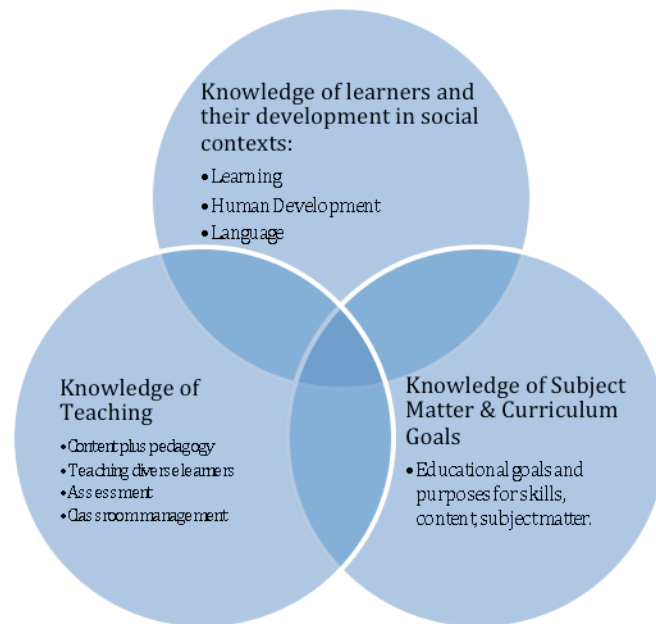 Knowledge of learners and
their development in social
contexts:
• Learning
• Human Development
• Language
Knowledge of
Teaching
• Content plus pedagogy
• Teaching diverse learners
• Assessment
• Classroom management
Knowledge of Subject
Matter & Curriculum
Goals
• Educational goals and
purposes for skills,
content, subject matter.